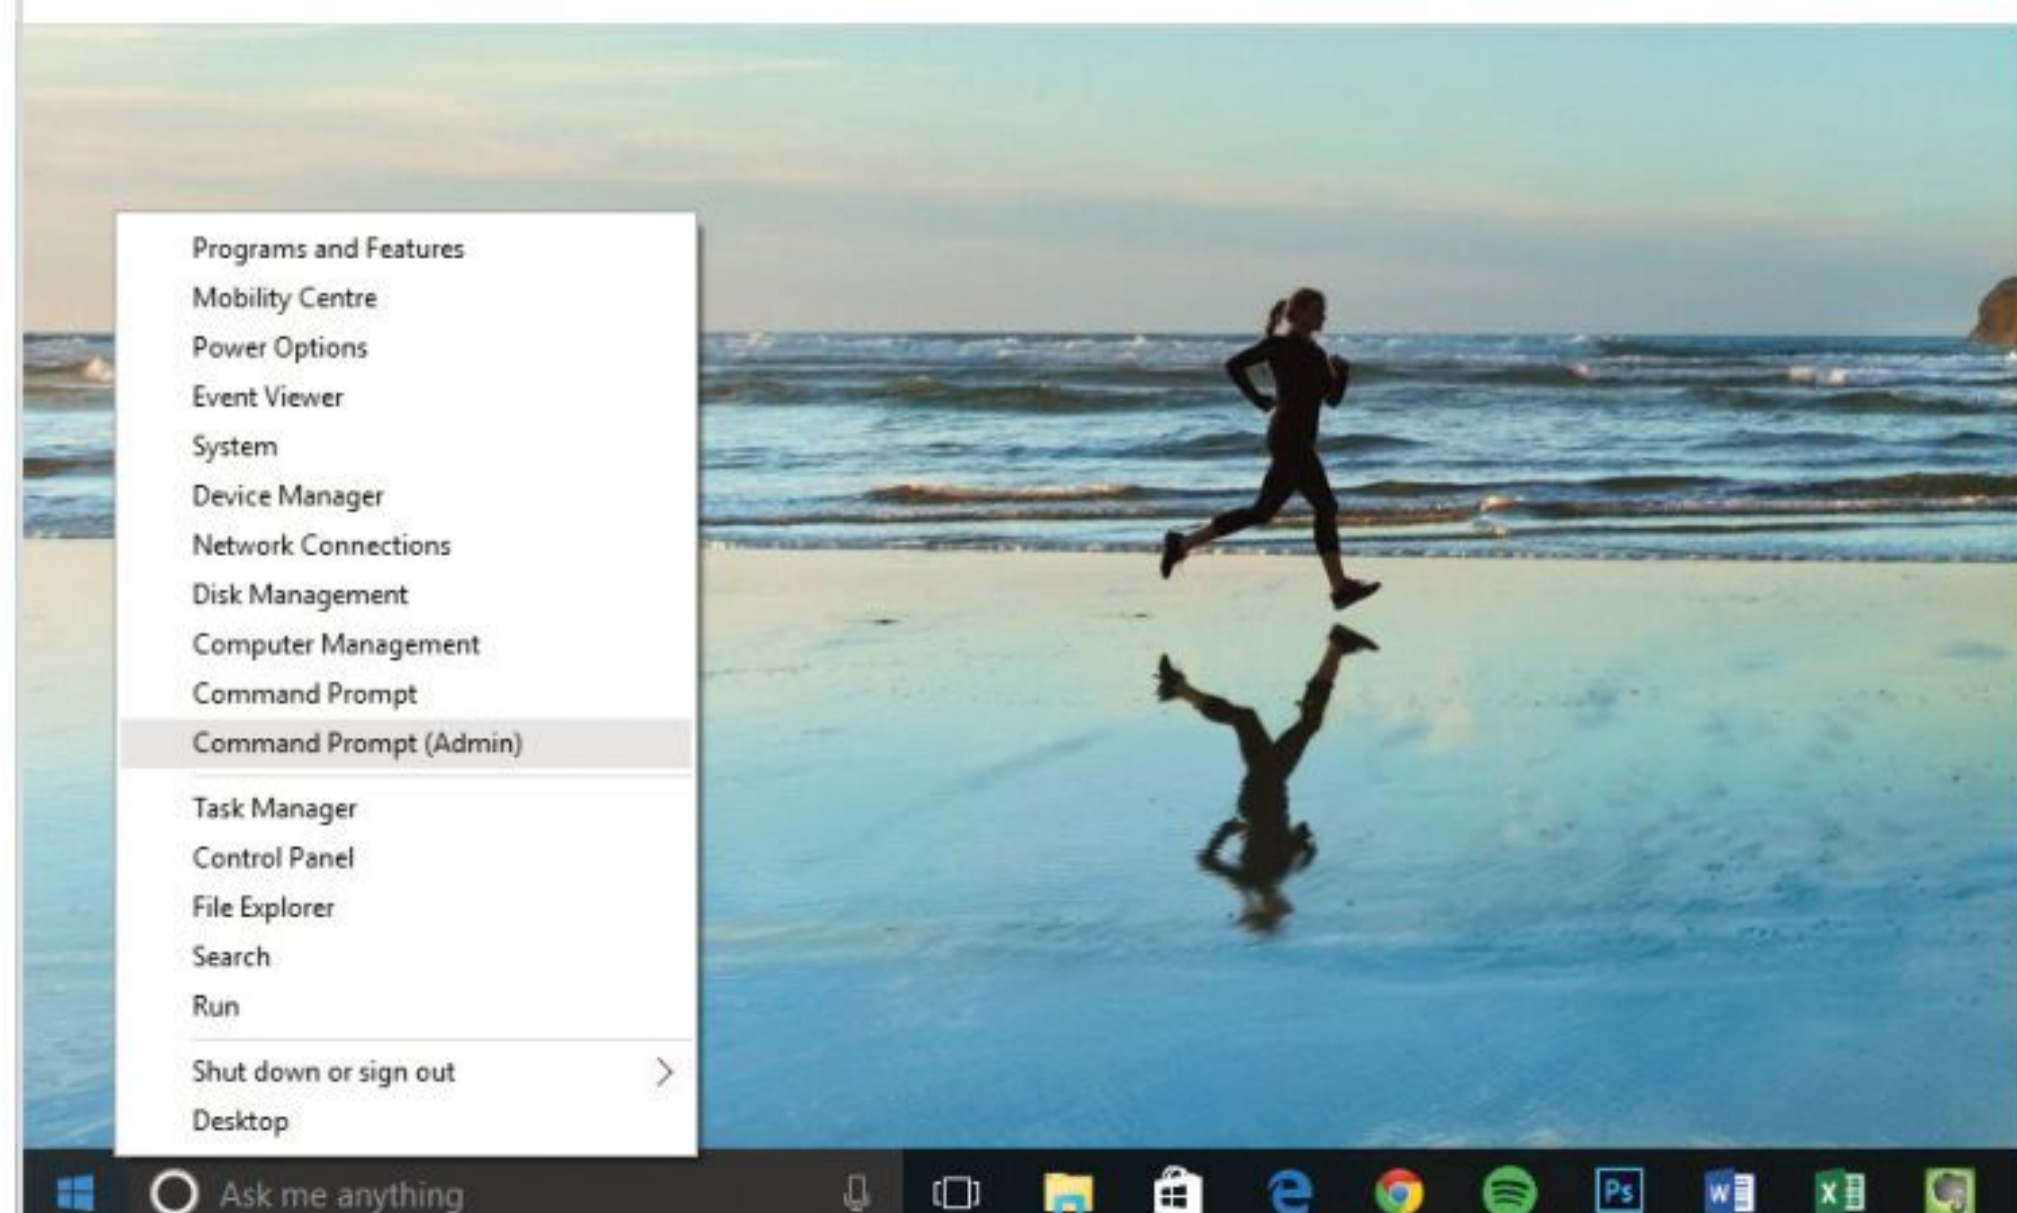 Programs and Features
Mobility Centre
Power Options
Event Viewer
System
Device Manager
Network Connections
Disk Management
Computer Management
Command Prompt
Command Prompt (Admin)
Task Manager
Control Panel
File Explorer
Search
Run
Shut down or sign out
Desktop
Ask me anything
Ps
W
X